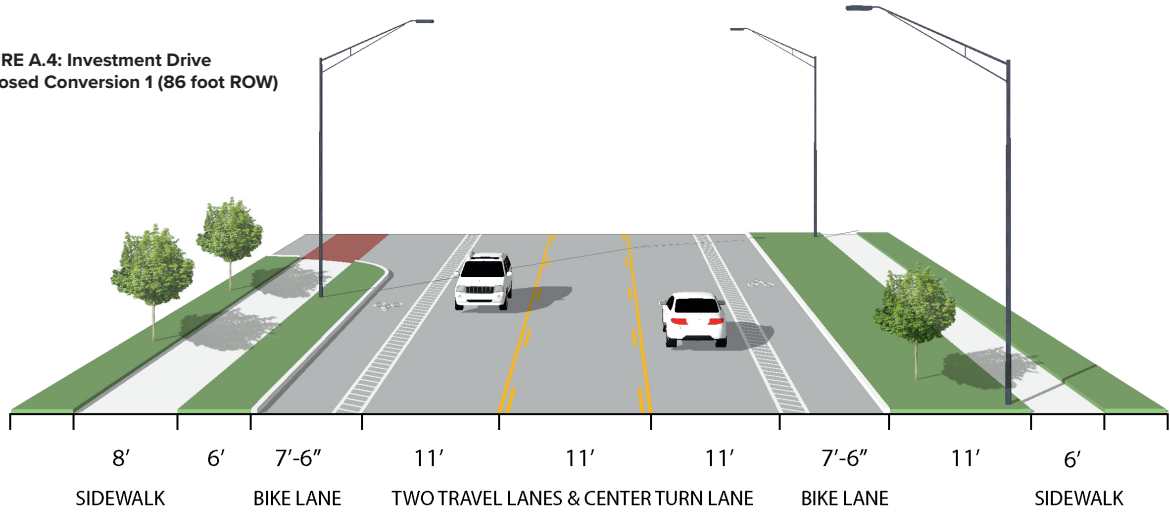 RE A.4: Investment Drive
osed Conversion 1 (86 foot ROW)
8′ 6′ 7′-6″ 11′ 11′ 11′ 7′-6″ 11′ 6′
SIDEWALK BIKE LANE TWO TRAVEL LANES & CENTER TURN LANE BIKE LANE SIDEWALK